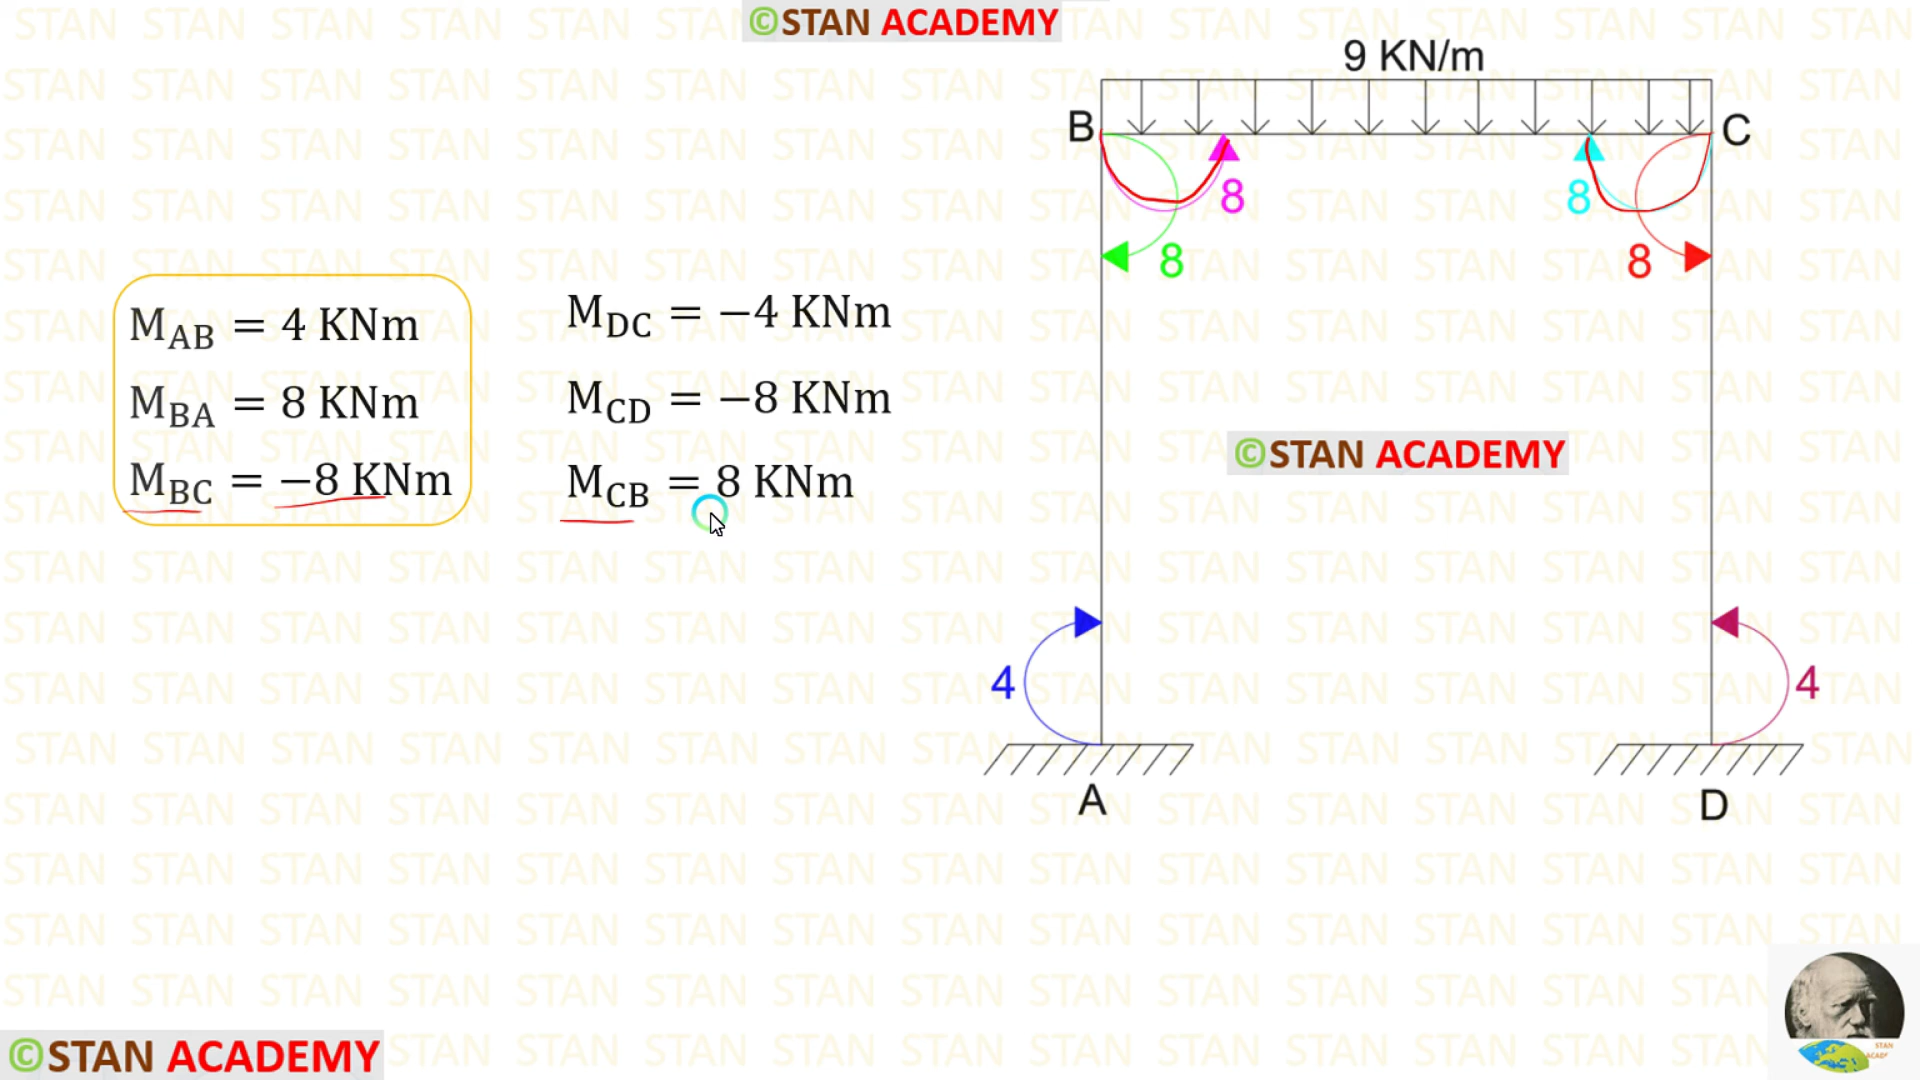 ©STAN ACADEMY
9 KN/m
B
C
8
8
8
8
M_AB = 4 KNm
M_BA = 8 KNm
M_BC = −8 KNm
M_DC = −4 KNm
M_CD = −8 KNm
M_CB = 8 KNm
©STAN ACADEMY
4
4
A
D
©STAN ACADEMY
STAN